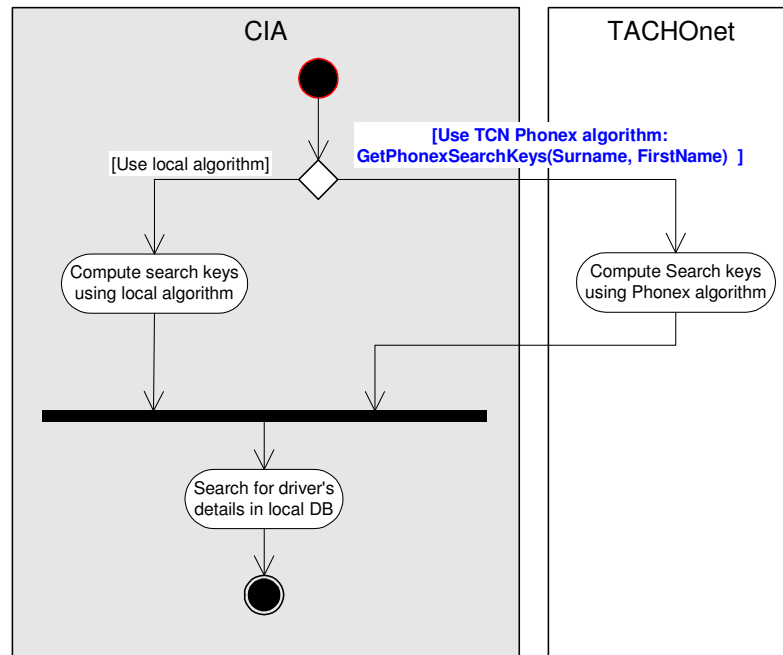 CIA
TACHOnet
[Use TCN Phonex algorithm:
GetPhonexSearchKeys(Surname, FirstName)  ]
[Use local algorithm]
Compute search keys
using local algorithm
Compute Search keys
using Phonex algorithm
Search for driver's
details in local DB